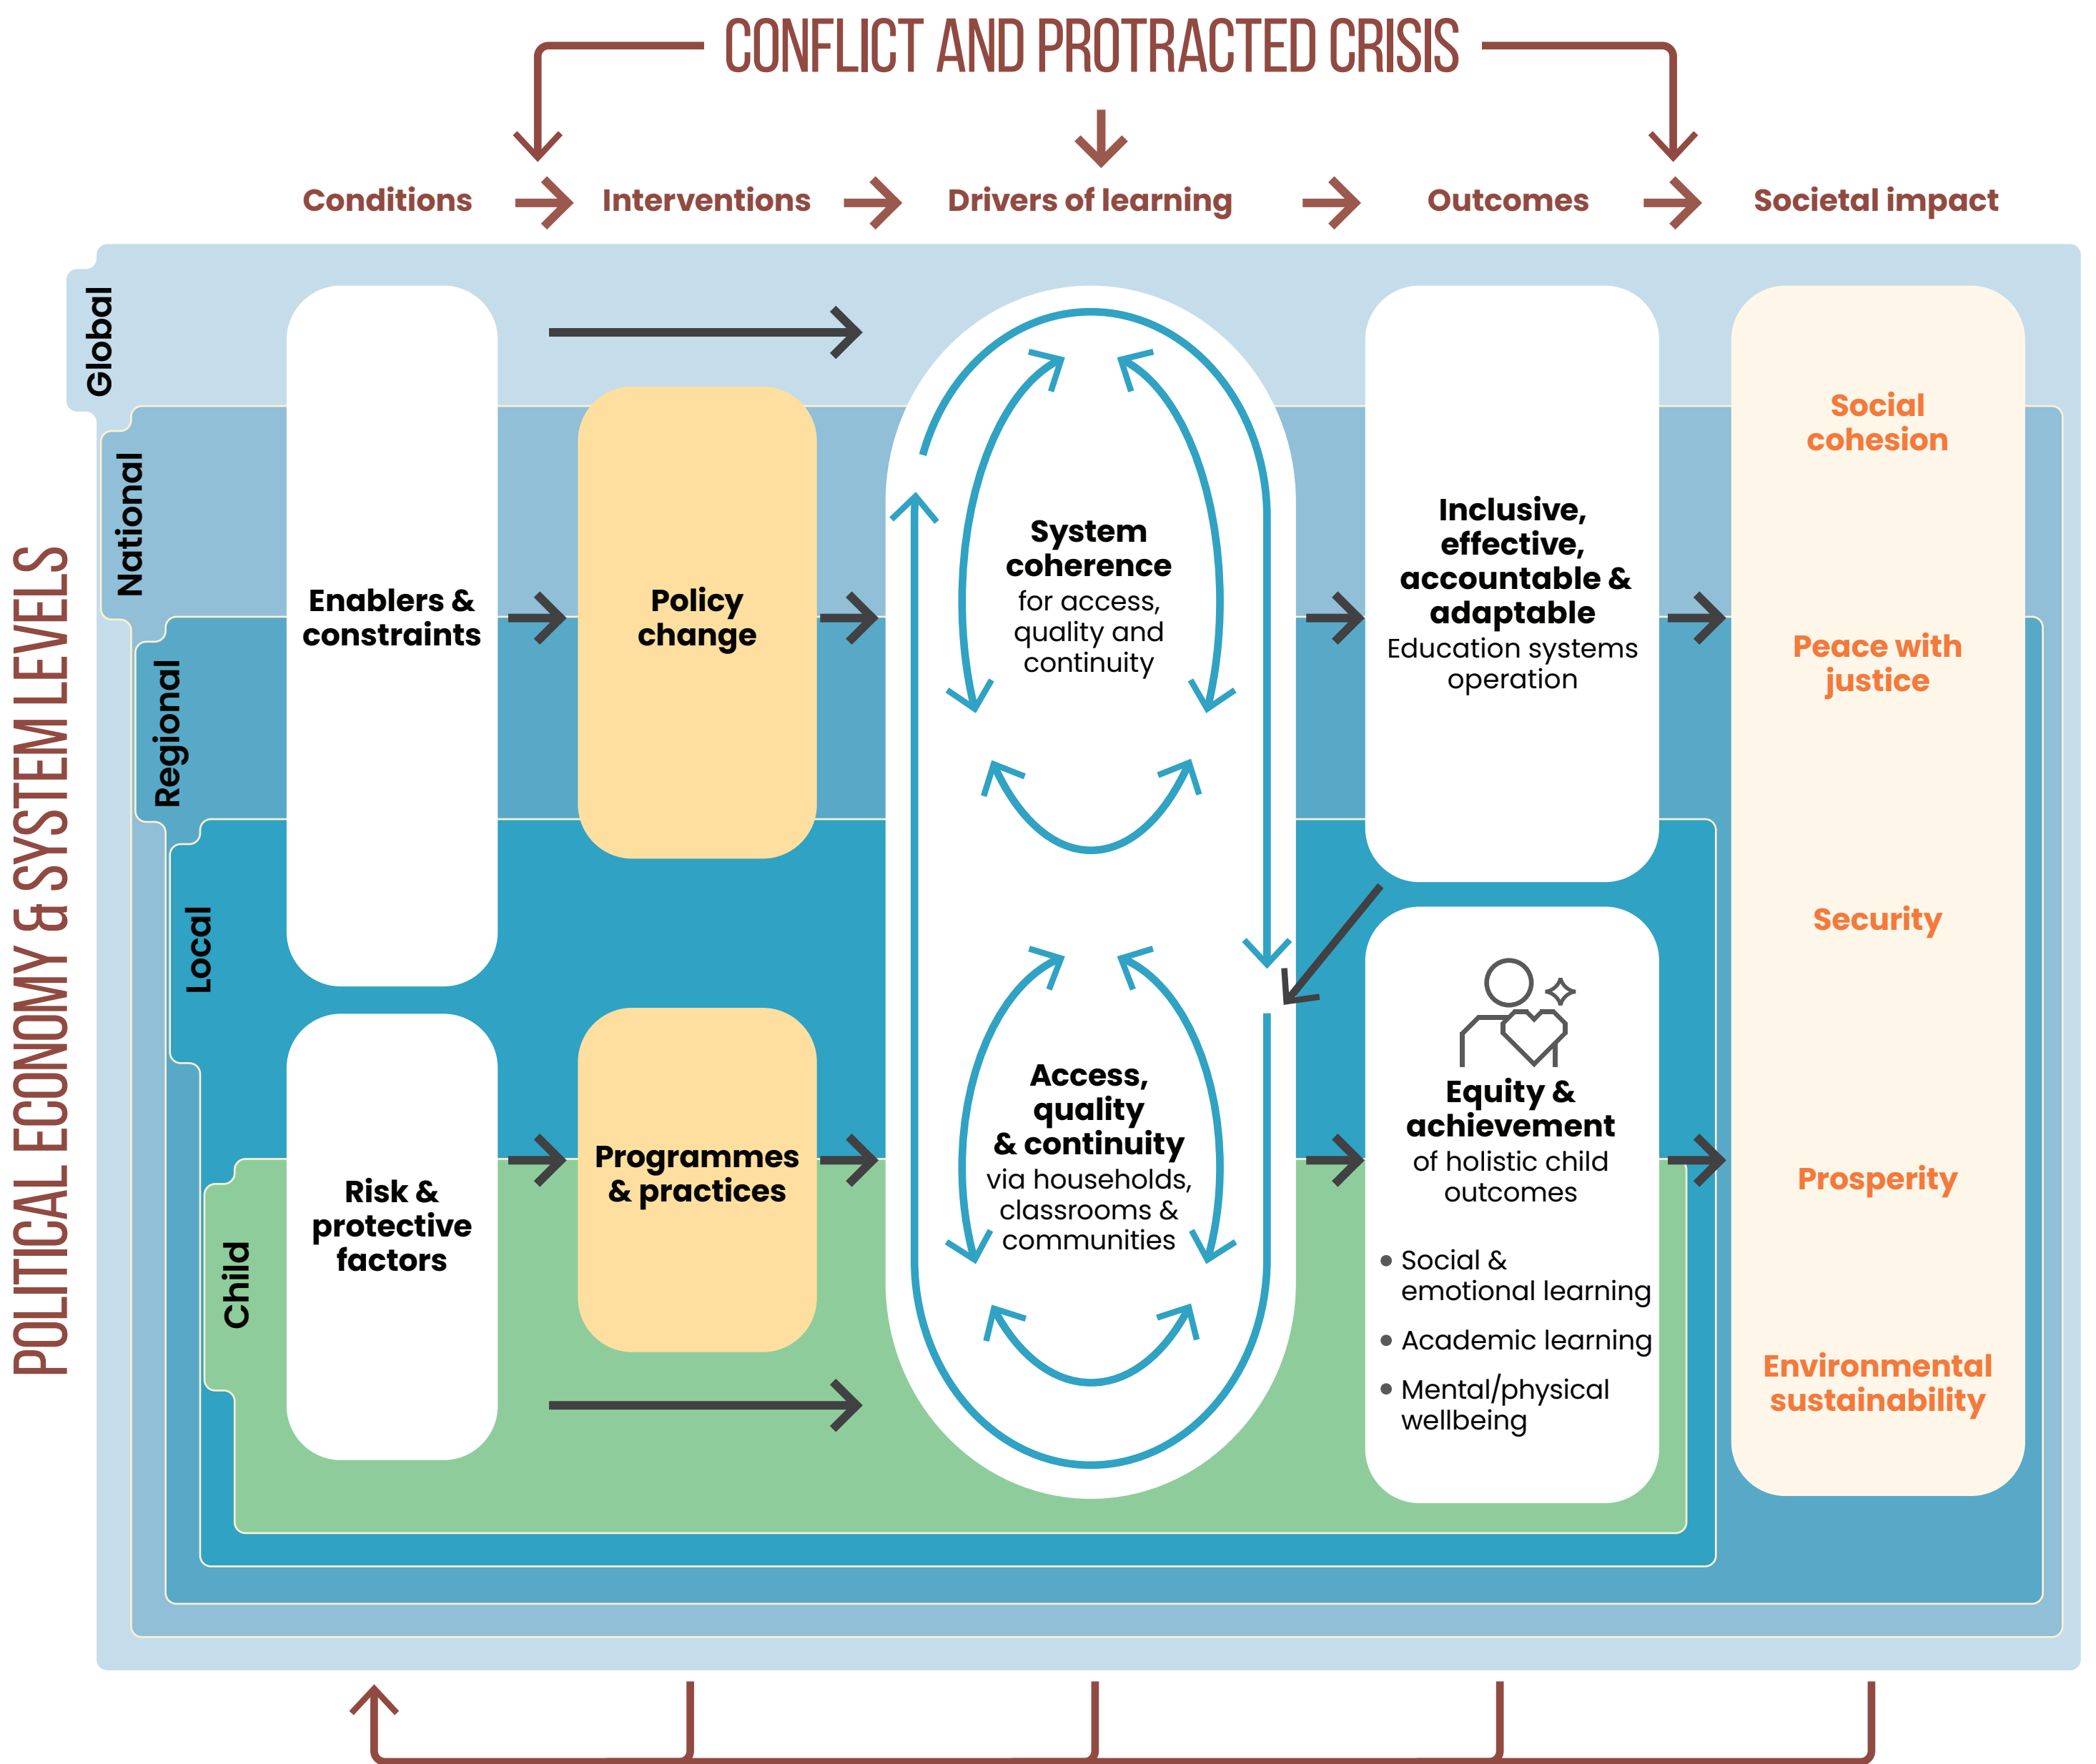 CONFLICT AND PROTRACTED CRISIS
Conditions
Interventions
Drivers of learning
Outcomes
Societal impact
POLITICAL ECONOMY & SYSTEM LEVELS
Global
National
Regional
Local
Child
Enablers &
constraints
Risk &
protective
factors
Policy
change
Programmes
& practices
System
coherence
for access,
quality and
continuity
Access,
quality
& continuity
via households,
classrooms &
communities
Inclusive,
effective,
accountable &
adaptable
Education systems
operation
Equity &
achievement
of holistic child
outcomes
• Social &
emotional learning
• Academic learning
• Mental/physical
wellbeing
Social
cohesion
Peace with
justice
Security
Prosperity
Environmental
sustainability